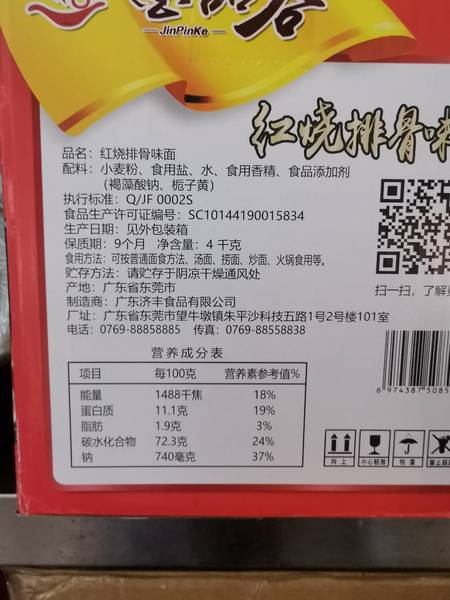 JinPinKe
红烧排骨味
品名：红烧排骨味面
配料：小麦粉、食用盐、水、食用香精、食品添加剂
（褐藻酸钠、栀子黄）
执行标准：Q/JF 0002S
食品生产许可证编号：SC10144190015834
生产日期：见外包装箱
保质期：9个月 净含量：4 千克
食用方法：可按普通面食方法、汤面、捞面、炒面、火锅食用等。
贮存方法：请贮存于阴凉干燥通风处
产地：广东省东莞市
制造商：广东济丰食品有限公司
厂址：广东省东莞市望牛墩镇朱平沙科技五路1号2号楼101室
电话：0769-88858885 传真：0769-88558838
扫一扫，了解
营养成分表
项目 每100克 营养素参考值%
能量 1488千焦 18%
蛋白质 11.1克 19%
脂肪 1.9克 3%
碳水化合物 72.3克 24%
钠 740毫克 37%
6 974387 5085
向上 小心轻放 怕湿